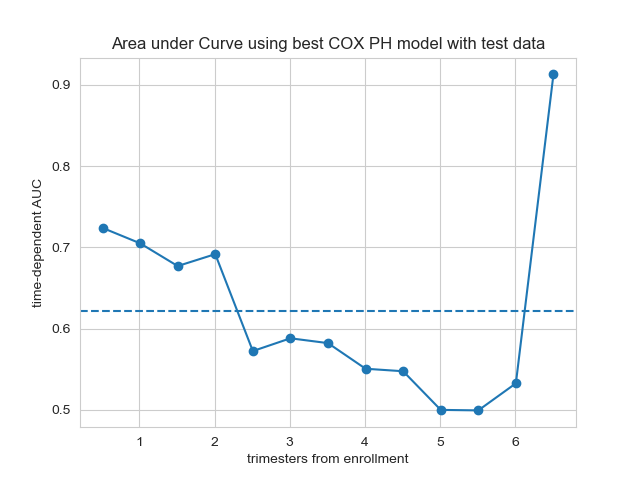 Area under Curve using best COX PH model with test data
time-dependent AUC
0.9
0.8
0.7
0.6
0.5
1 2 3 4 5 6
trimesters from enrollment